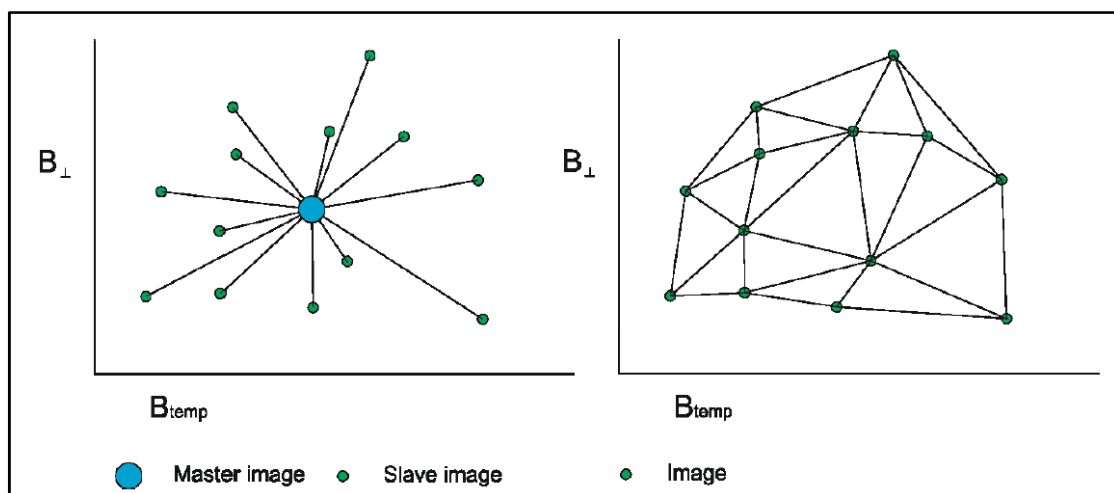 B⊥
B⊥
Btemp
Btemp
Master image
Slave image
Image